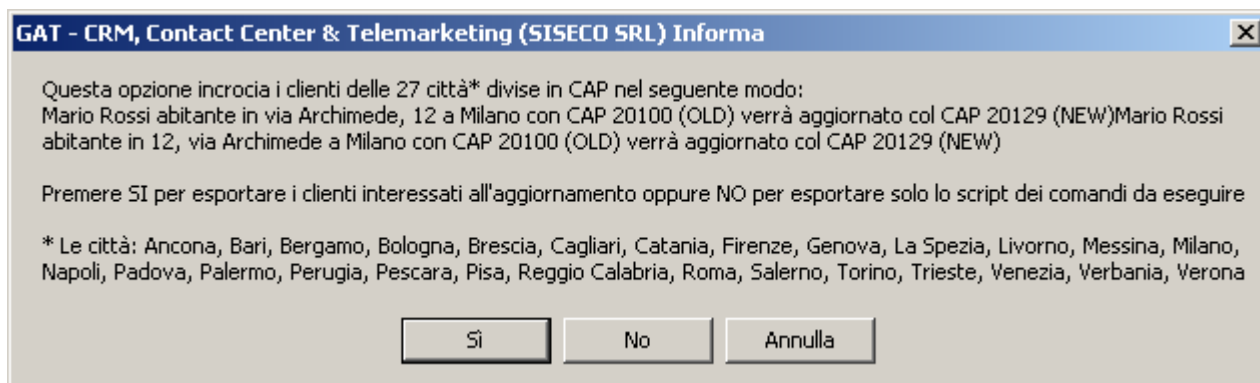 GAT - CRM, Contact Center & Telemarketing (SISECO SRL) Informa
Questa opzione incrocia i clienti delle 27 città* divise in CAP nel seguente modo:
Mario Rossi abitante in via Archimede, 12 a Milano con CAP 20100 (OLD) verrà aggiornato col CAP 20129 (NEW)Mario Rossi
abitante in 12, via Archimede a Milano con CAP 20100 (OLD) verrà aggiornato col CAP 20129 (NEW)
Premere SI per esportare i clienti interessati all'aggiornamento oppure NO per esportare solo lo script dei comandi da eseguire
* Le città: Ancona, Bari, Bergamo, Bologna, Brescia, Cagliari, Catania, Firenze, Genova, La Spezia, Livorno, Messina, Milano,
Napoli, Padova, Palermo, Perugia, Pescara, Pisa, Reggio Calabria, Roma, Salerno, Torino, Trieste, Venezia, Verbania, Verona
Sì No Annulla